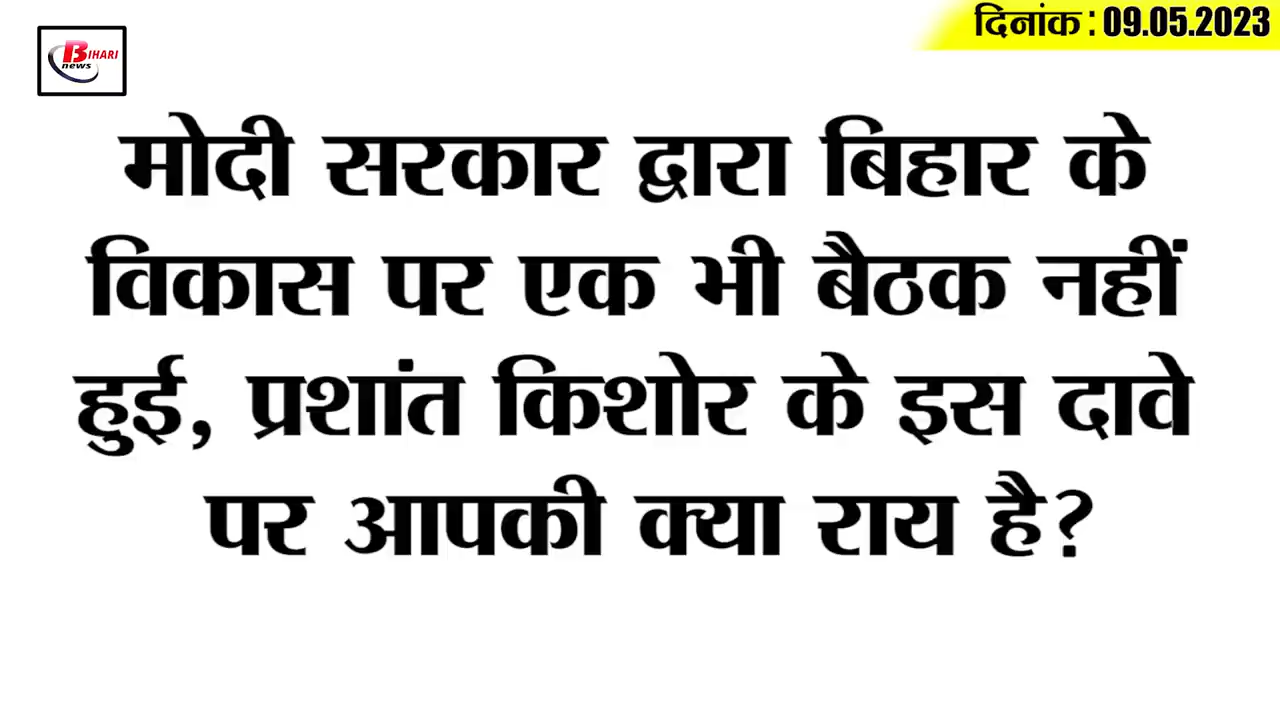 BIHARI
news
दिनांक : 09.05.2023
मोदी सरकार द्वारा बिहार के
विकास पर एक भी बैठक नहीं
हुई, प्रशांत किशोर के इस दावे
पर आपकी क्या राय है?